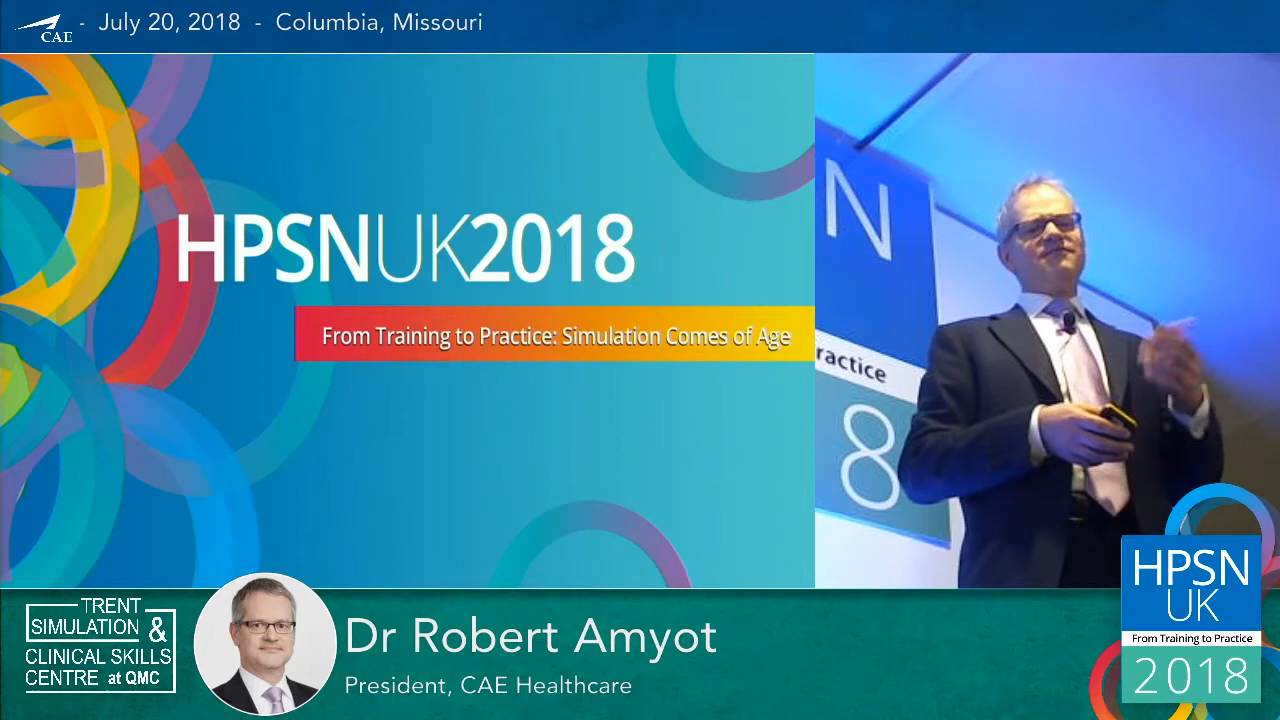 CAE - July 20, 2018 - Columbia, Missouri
HPSNUK2018
From Training to Practice: Simulation Comes of Age
N
ractice
8
TRENT
SIMULATION &
CLINICAL SKILLS
CENTRE at QMC
Dr Robert Amyot
President, CAE Healthcare
HPSN
UK
From Training to Practice
2018